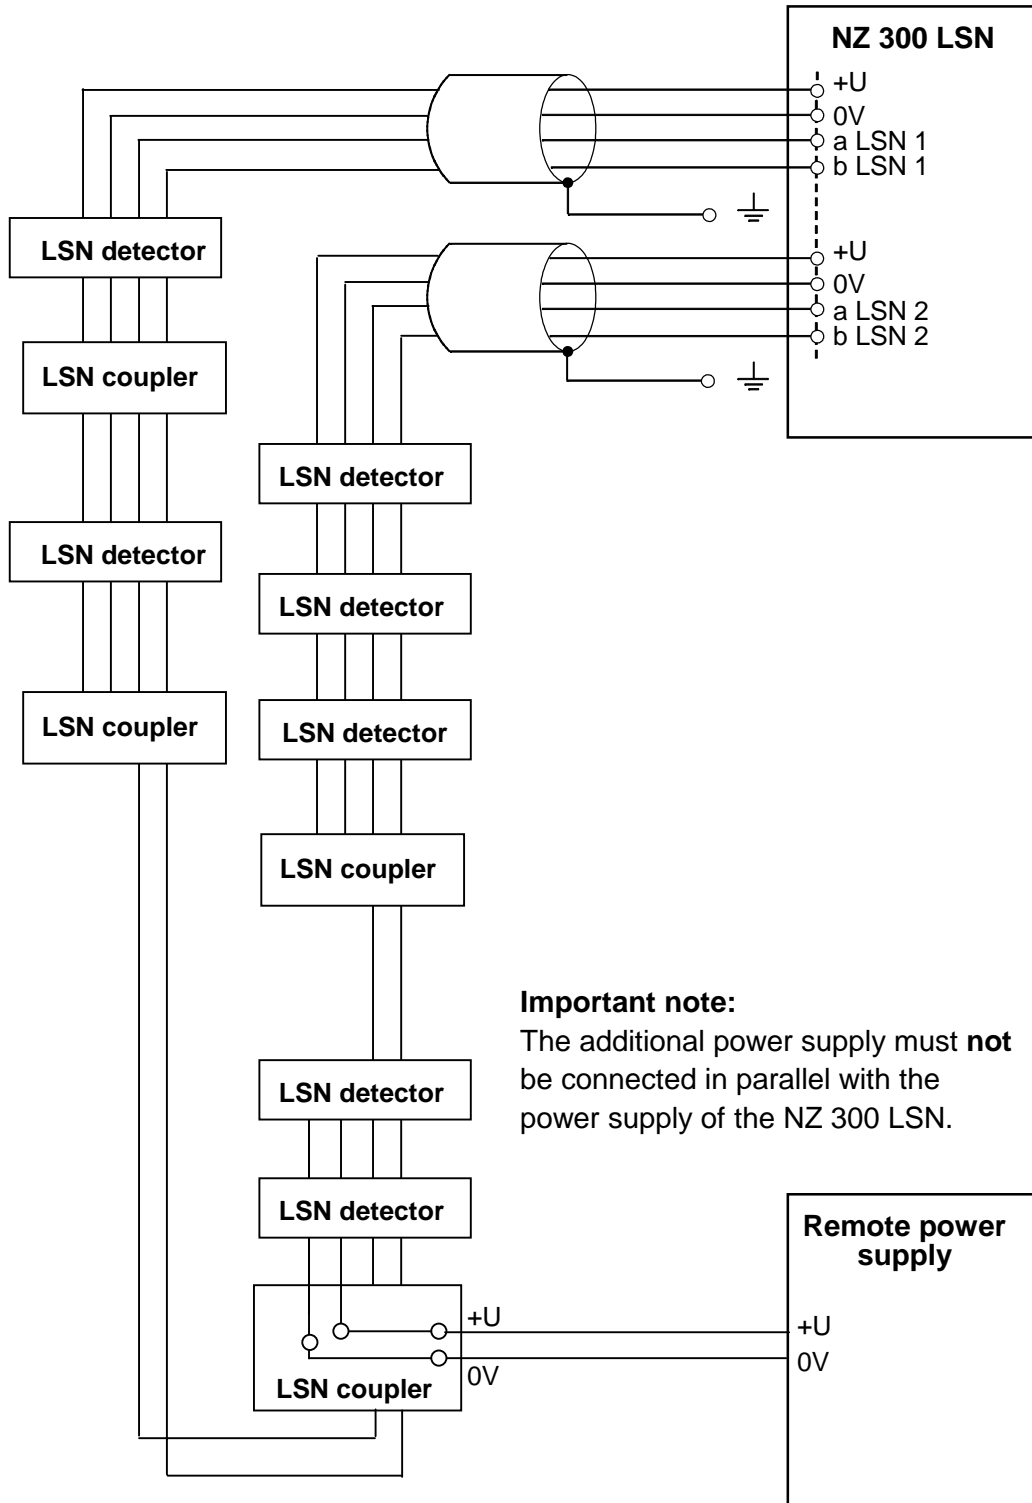 NZ 300 LSN
+U
0V
a LSN 1
b LSN 1
+U
0V
a LSN 2
b LSN 2
LSN detector
LSN coupler
LSN detector
LSN coupler
LSN detector
LSN detector
LSN detector
LSN coupler
Important note:
The additional power supply must not
be connected in parallel with the
power supply of the NZ 300 LSN.
LSN detector
LSN detector
LSN coupler
+U
0V
Remote power
supply
+U
0V